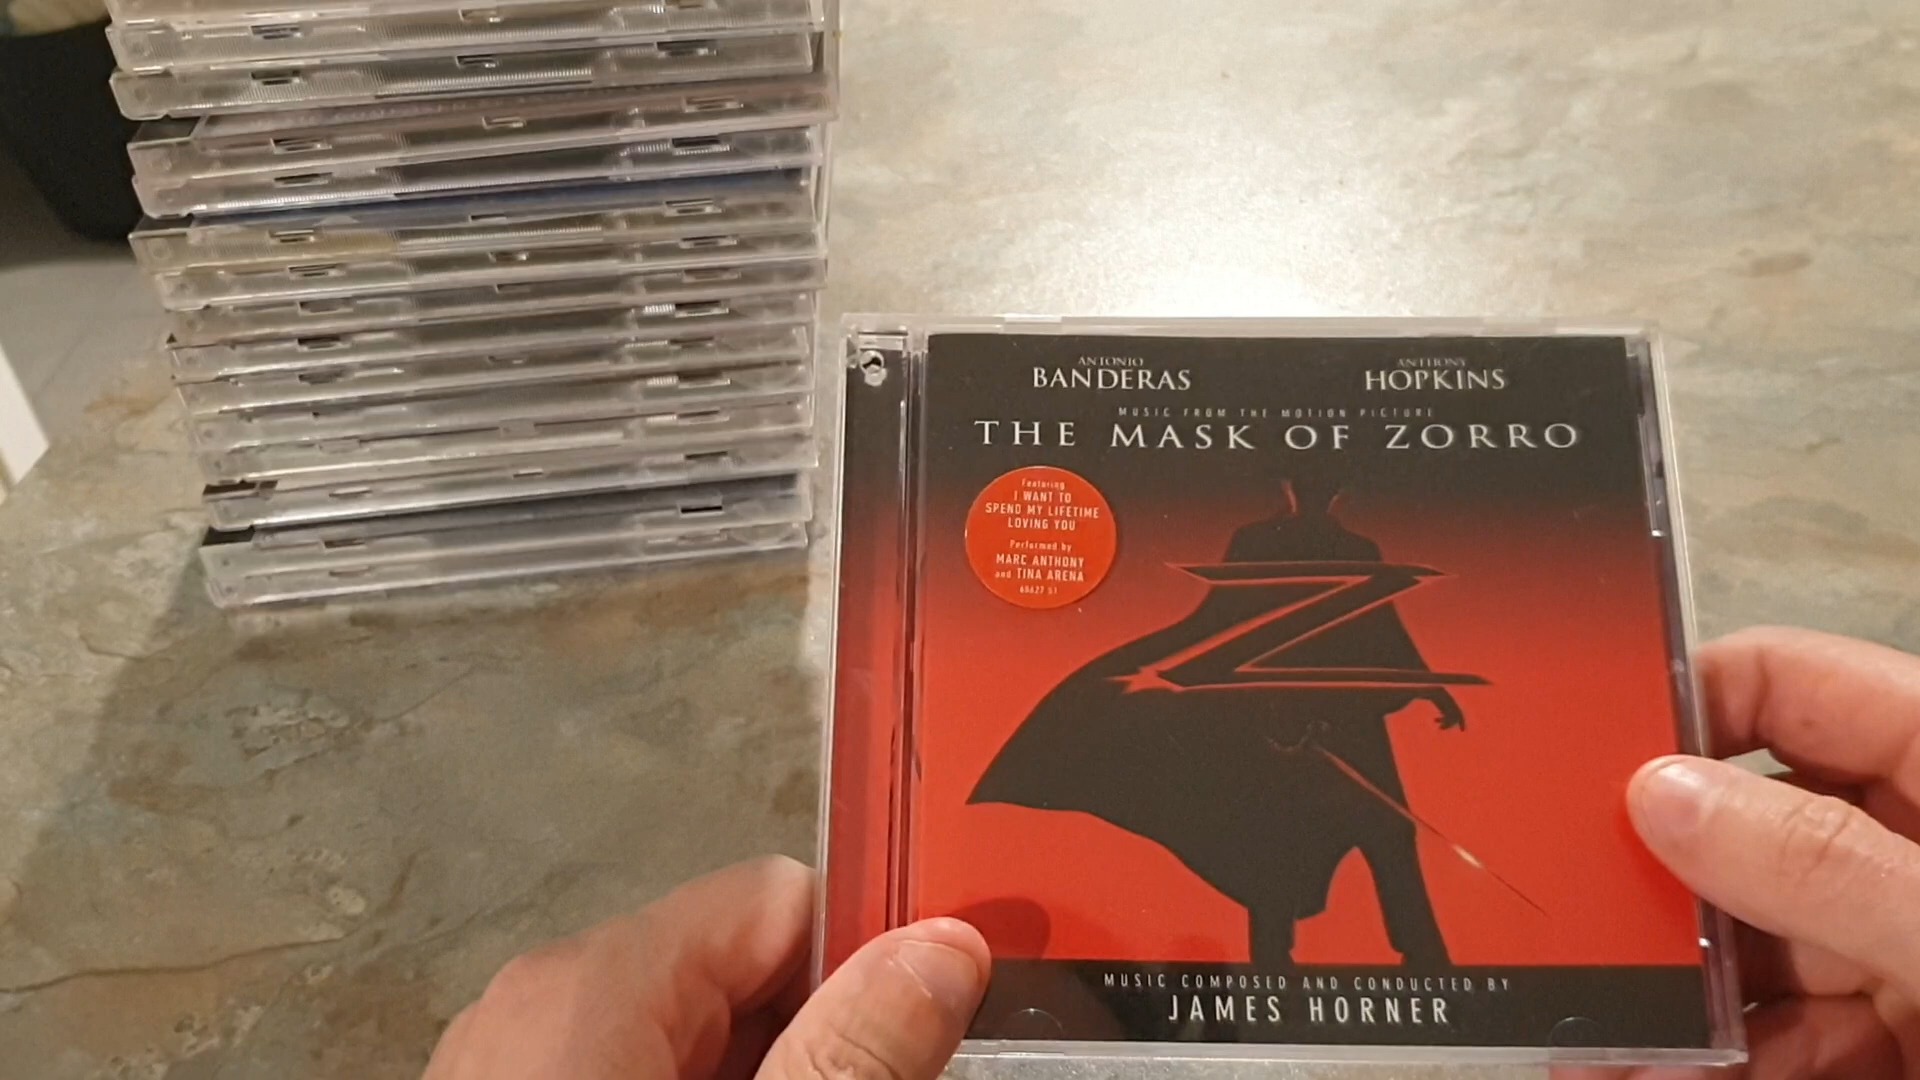 ANTONIO
BANDERAS
ANTHONY
HOPKINS
MUSIC FROM THE MOTION PICTURE
THE MASK OF ZORRO
Featuring
I WANT TO
SPEND MY LIFETIME
LOVING YOU
Performed by
MARC ANTHONY
and TINA ARENA
Z
MUSIC COMPOSED AND CONDUCTED BY
JAMES HORNER